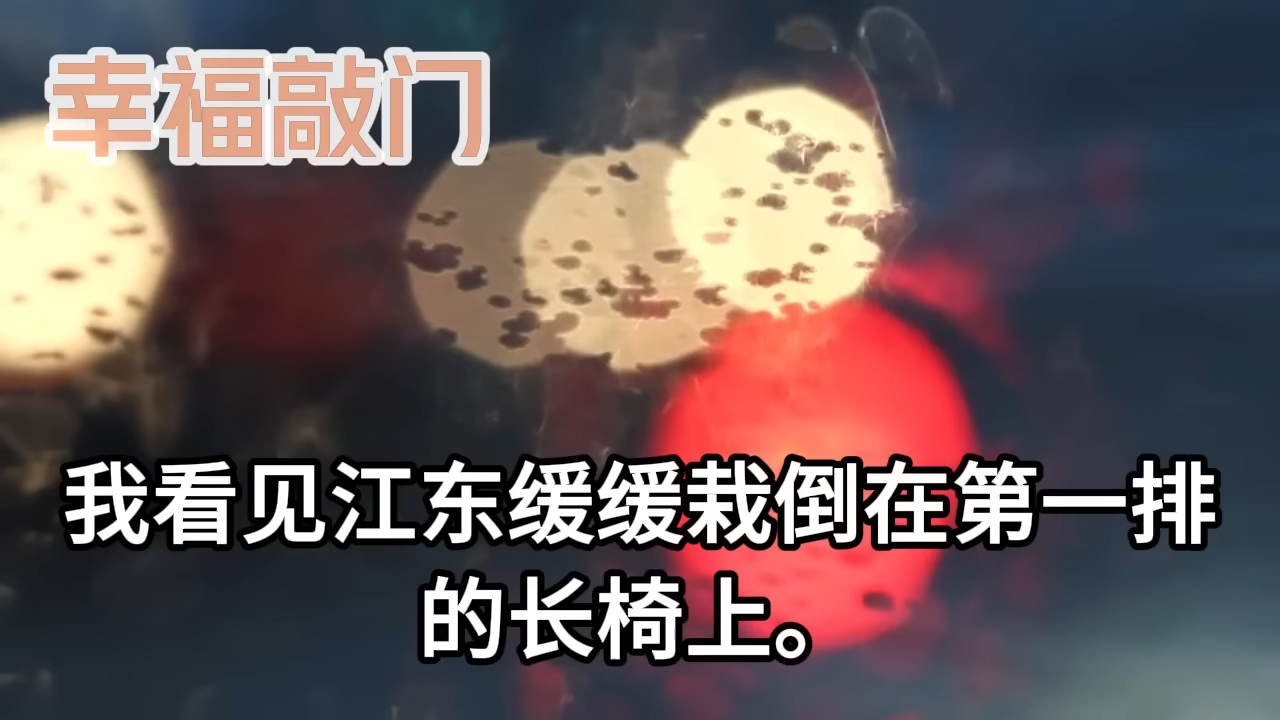 幸福敲门
我看见江东缓缓栽倒在第一排
的长椅上。